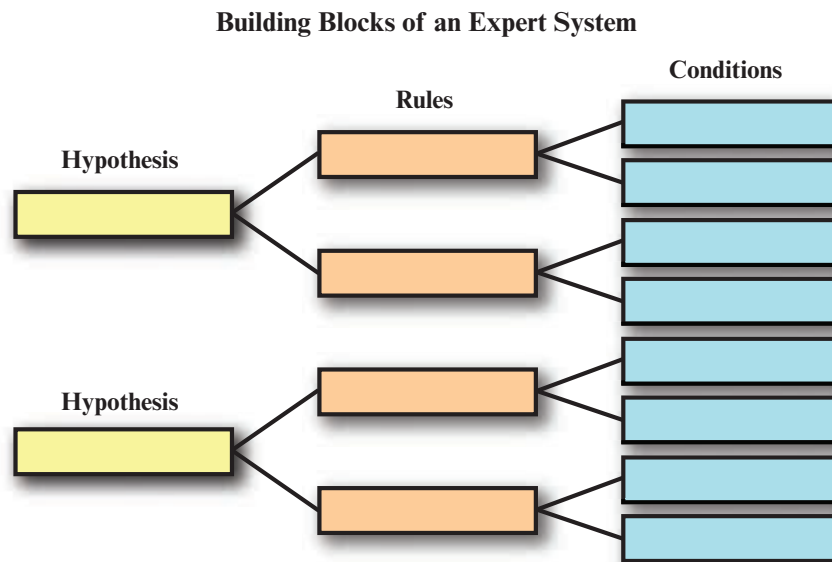 Building Blocks of an Expert System
Conditions
Rules
Hypothesis
Hypothesis